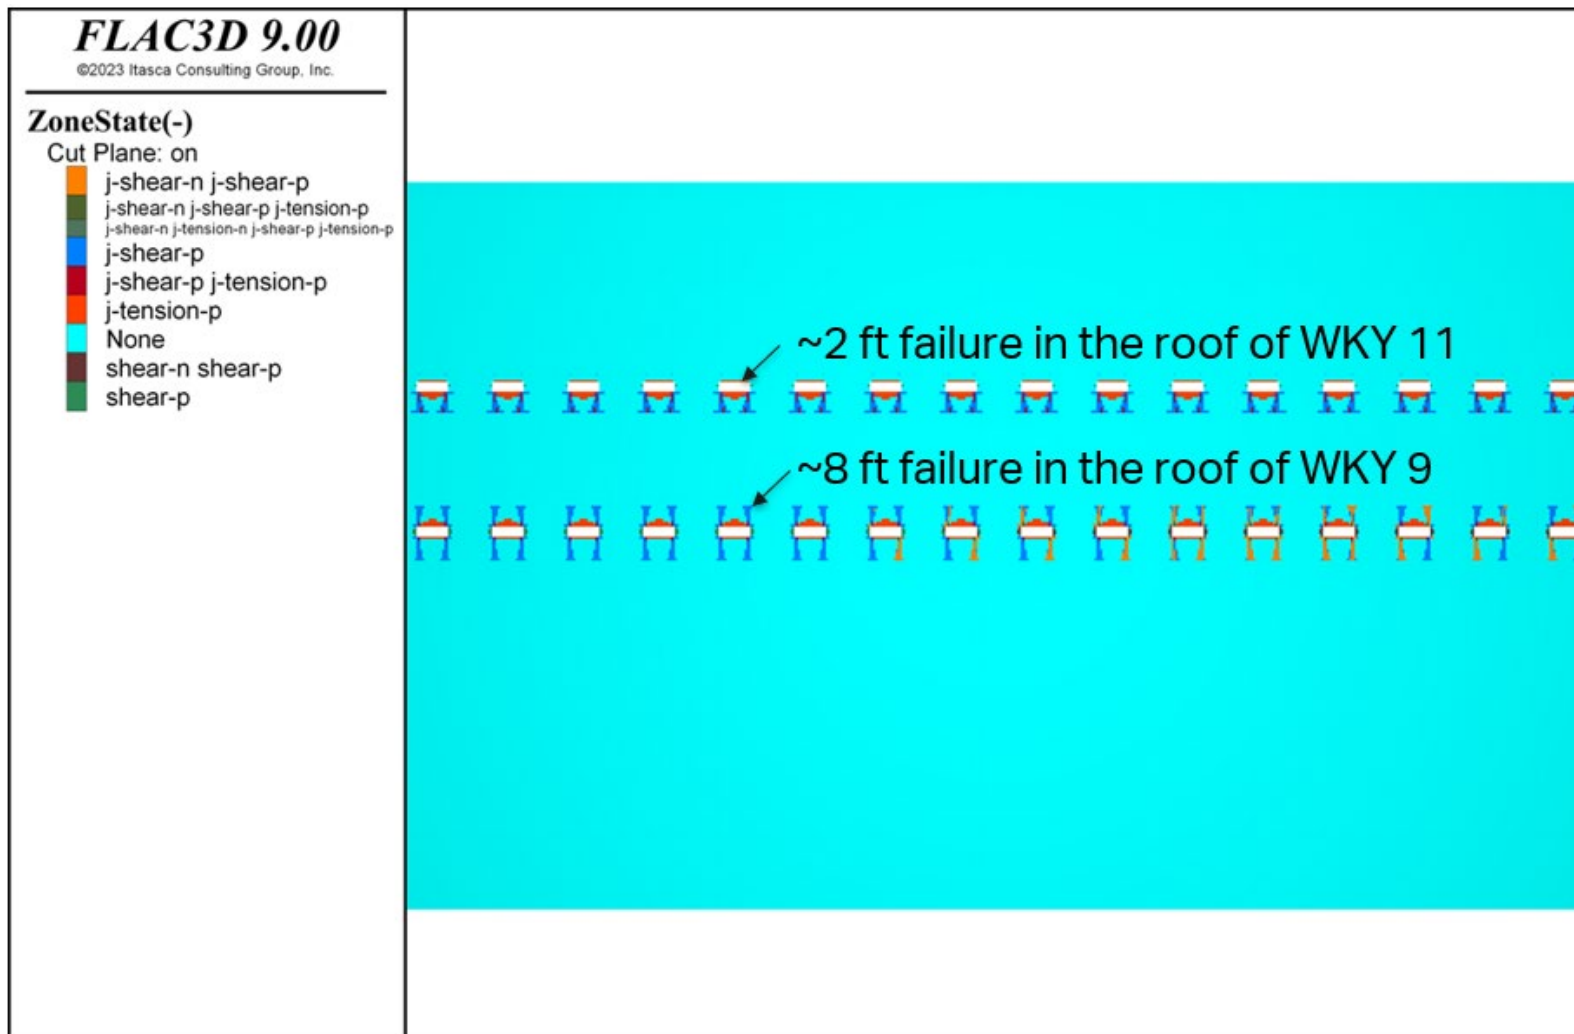 FLAC3D 9.00
©2023 Itasca Consulting Group, Inc.
ZoneState(-)
Cut Plane: on
j-shear-n j-shear-p
j-shear-n j-shear-p j-tension-p
j-shear-n j-tension-n j-shear-p j-tension-p
j-shear-p
j-shear-p j-tension-p
j-tension-p
None
shear-n shear-p
shear-p
~2 ft failure in the roof of WKY 11
~8 ft failure in the roof of WKY 9